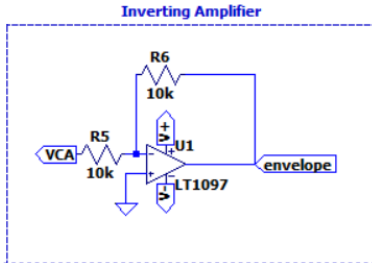 Inverting Amplifier
R6
10k
V+
U1
R5
VCA
10k
envelope
LT1097
V-